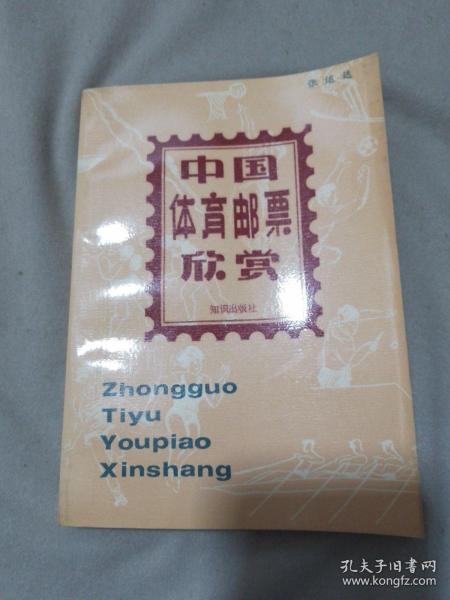 中国
体育邮票
欣赏
知识出版社
Zhongguo
Tiyu
Youpiao
Xinshang
孔夫子旧书网
www.kongfz.com